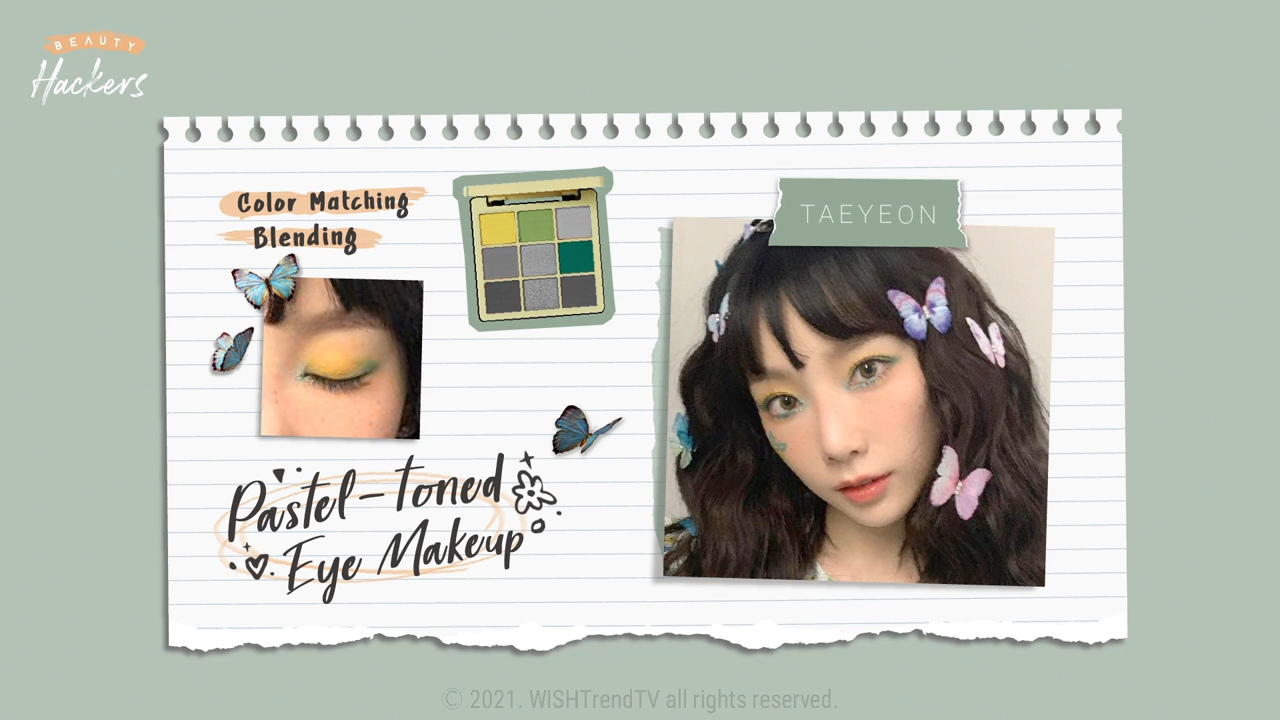 BEAUTY
Hackers
Color Matching
Blending
TAEYEON
Pastel-toned
Eye Makeup
© 2021. WISHTrendTV all rights reserved.